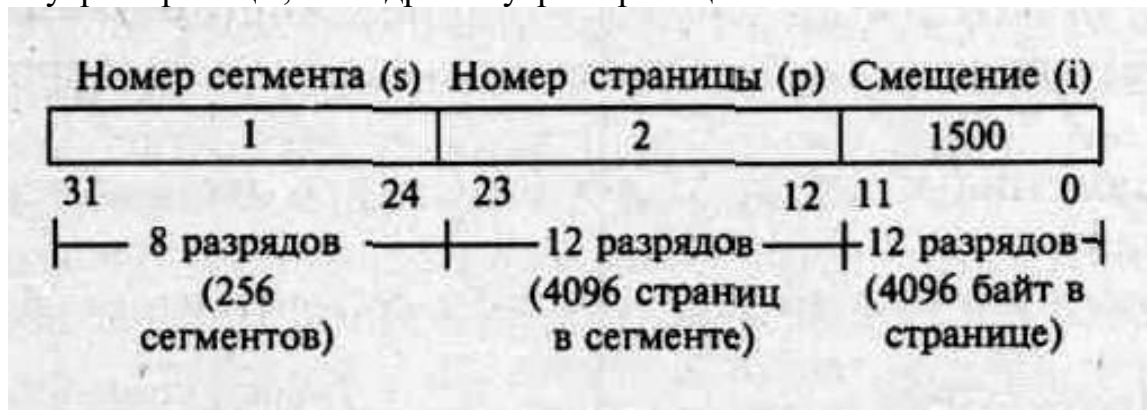 Номер сегмента (s) Номер страницы (p) Смещение (i)
1 2 1500
31 24 23 12 11 0
8 разрядов 12 разрядов 12 разрядов
(256 (4096 страниц (4096 байт в
сегментов) в сегменте) странице)